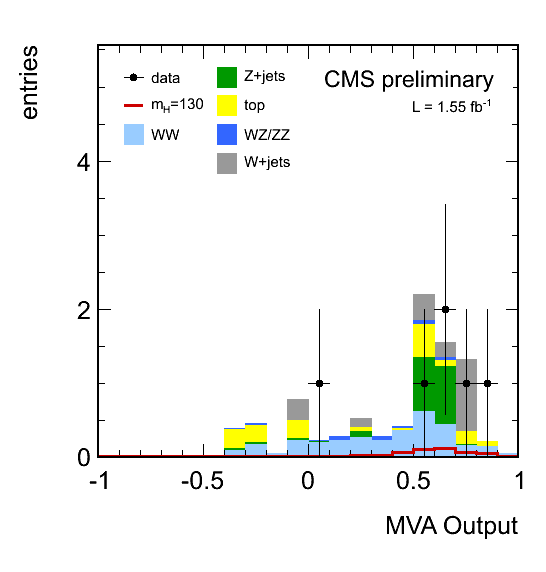 entries
CMS preliminary
L = 1.55 fb⁻¹
data
m_H=130
WW
Z+jets
top
WZ/ZZ
W+jets
4
2
0
-1
-0.5
0
0.5
1
MVA Output